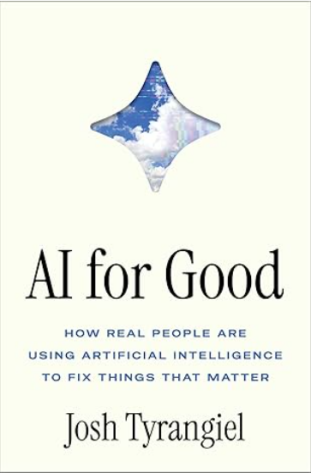 AI for Good
HOW REAL PEOPLE ARE
USING ARTIFICIAL INTELLIGENCE
TO FIX THINGS THAT MATTER
Josh Tyrangiel